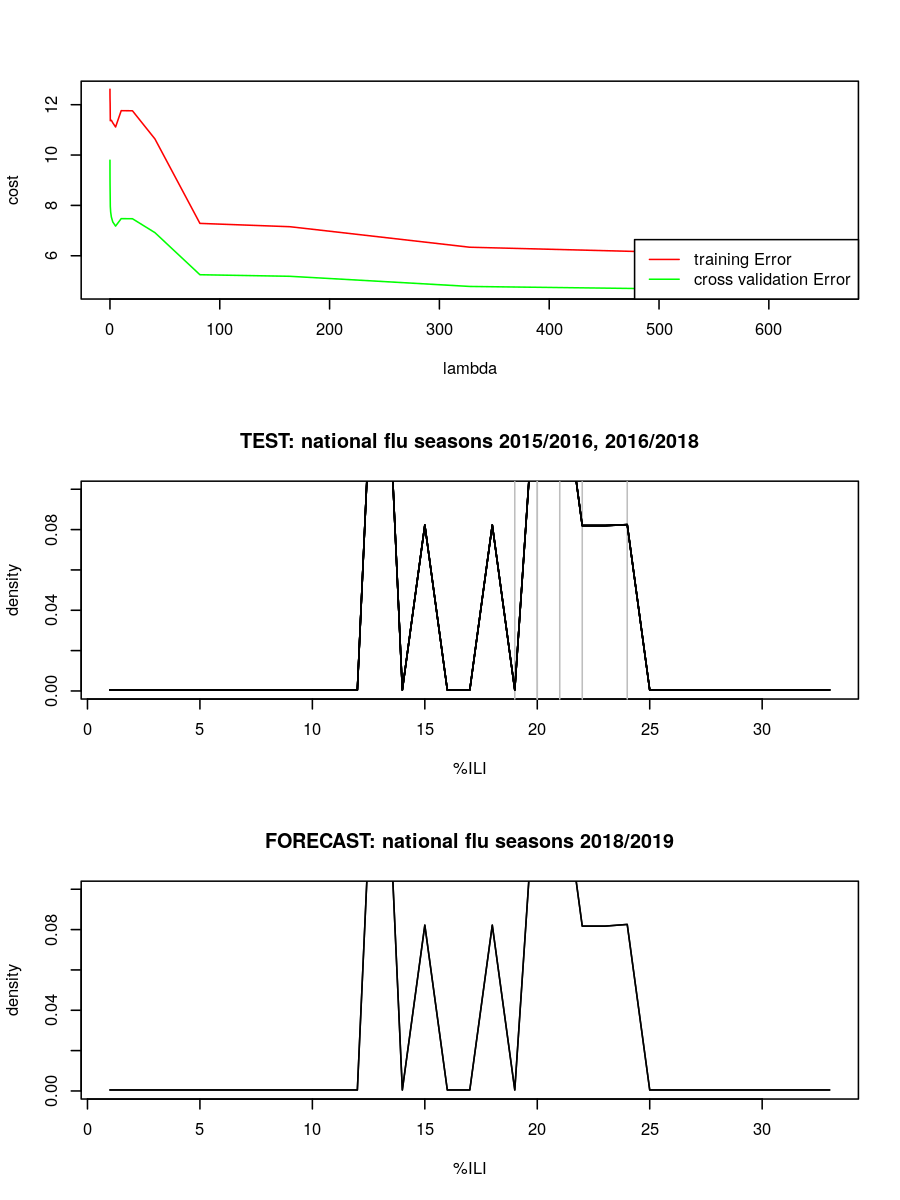 12
10
8
6
cost
training Error
cross validation Error
0 100 200 300 400 500 600
lambda
TEST: national flu seasons 2015/2016, 2016/2018
0.08
0.04
0.00
density
0 5 10 15 20 25 30
%ILI
FORECAST: national flu seasons 2018/2019
0.08
0.04
0.00
density
0 5 10 15 20 25 30
%ILI